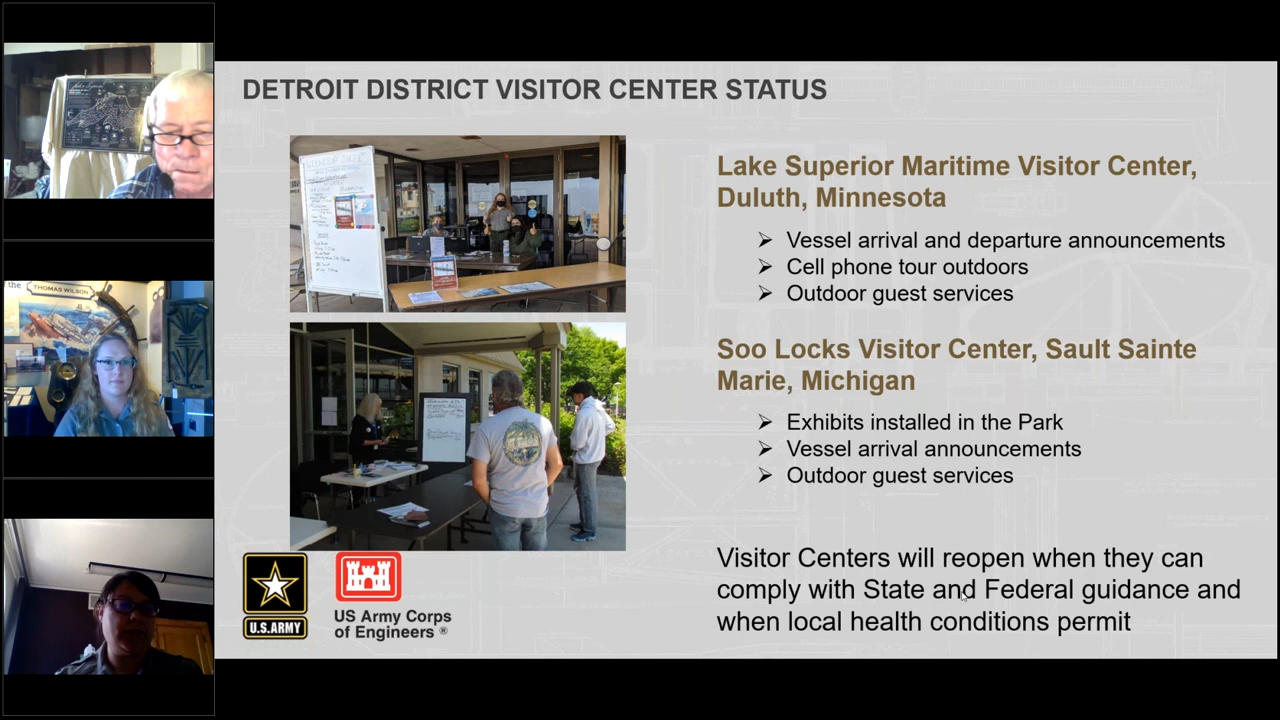 DETROIT DISTRICT VISITOR CENTER STATUS
the
THOMAS WILSON
Lake Superior Maritime Visitor Center,
Duluth, Minnesota
Vessel arrival and departure announcements
Cell phone tour outdoors
Outdoor guest services
Soo Locks Visitor Center, Sault Sainte
Marie, Michigan
Exhibits installed in the Park
Vessel arrival announcements
Outdoor guest services
Visitor Centers will reopen when they can
comply with State and Federal guidance and
when local health conditions permit
U.S.ARMY
US Army Corps
of Engineers ®